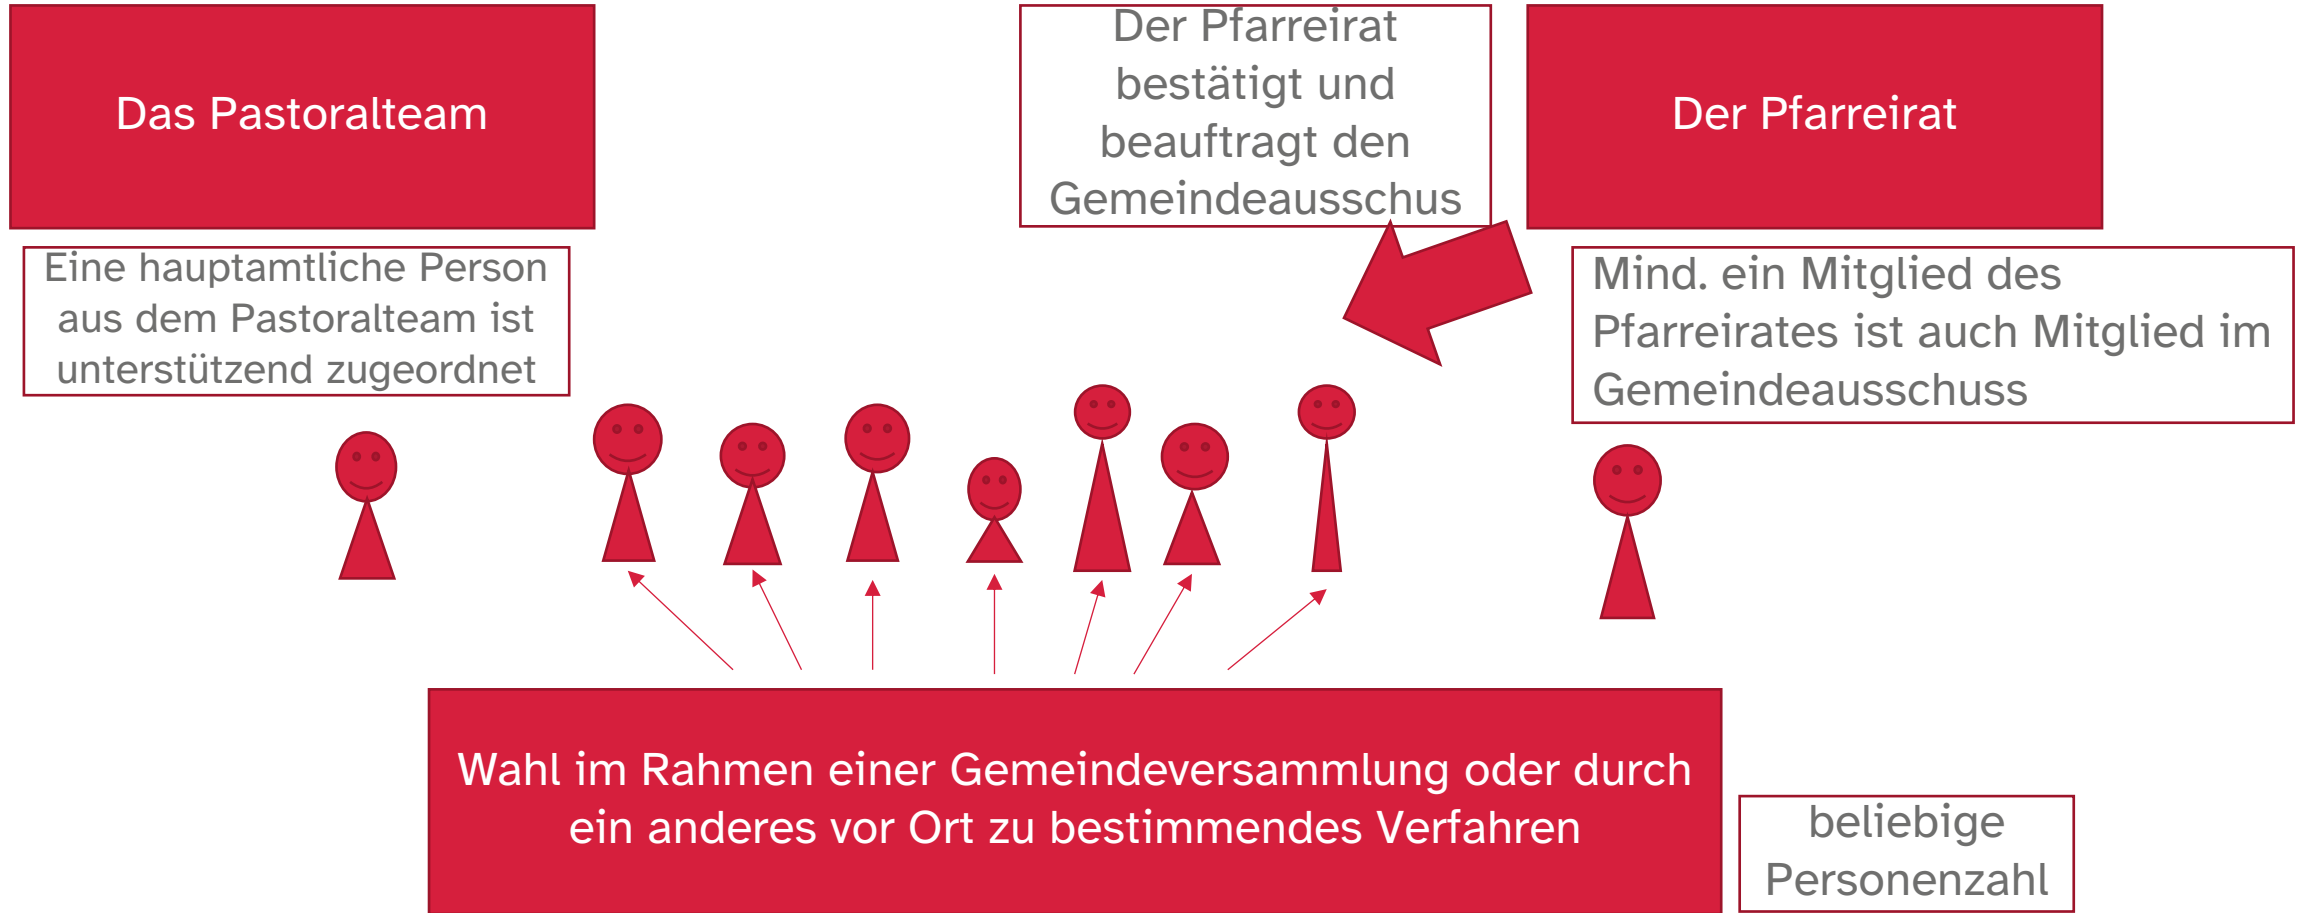 Das Pastoralteam
Der Pfarreirat
bestätigt und
beauftragt den
Gemeindeausschus
Der Pfarreirat
Eine hauptamtliche Person
aus dem Pastoralteam ist
unterstützend zugeordnet
Mind. ein Mitglied des
Pfarreirates ist auch Mitglied im
Gemeindeausschuss
Wahl im Rahmen einer Gemeindeversammlung oder durch
ein anderes vor Ort zu bestimmendes Verfahren
beliebige
Personenzahl